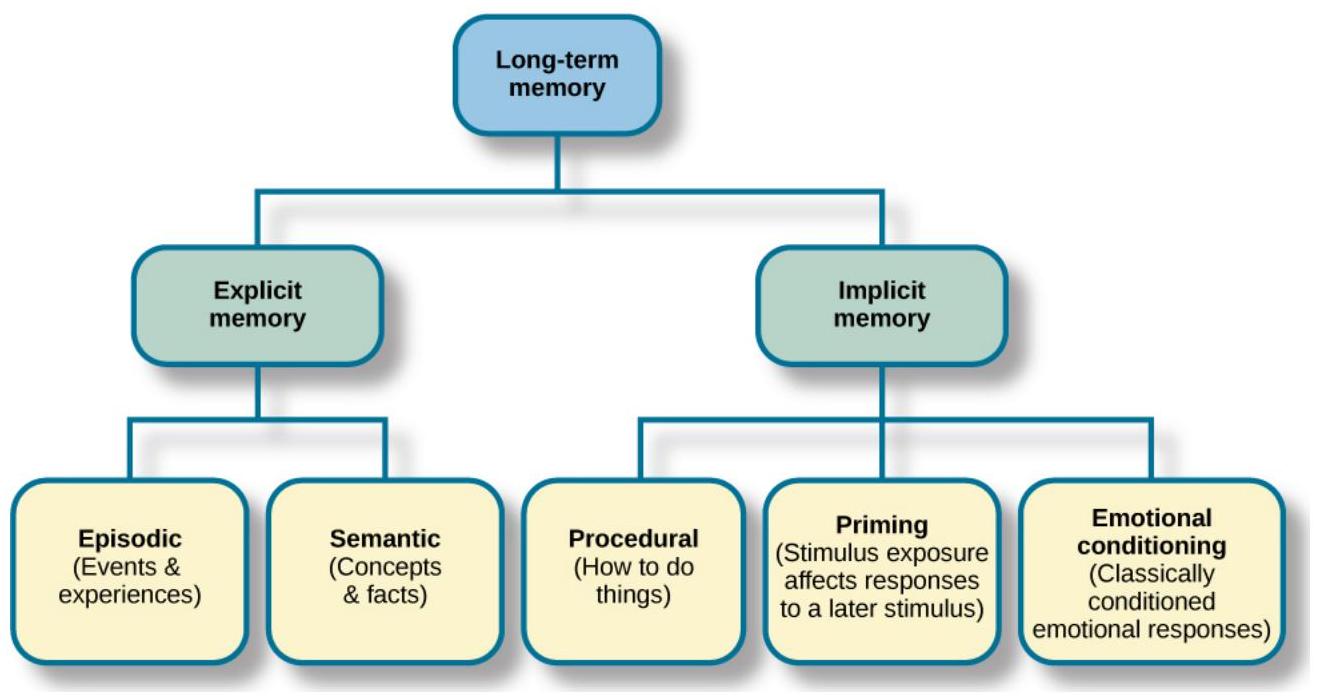 Long-term
memory
Explicit
memory
Implicit
memory
Episodic
(Events &
experiences)
Semantic
(Concepts
& facts)
Procedural
(How to do
things)
Priming
(Stimulus exposure
affects responses
to a later stimulus)
Emotional
conditioning
(Classically
conditioned
emotional responses)